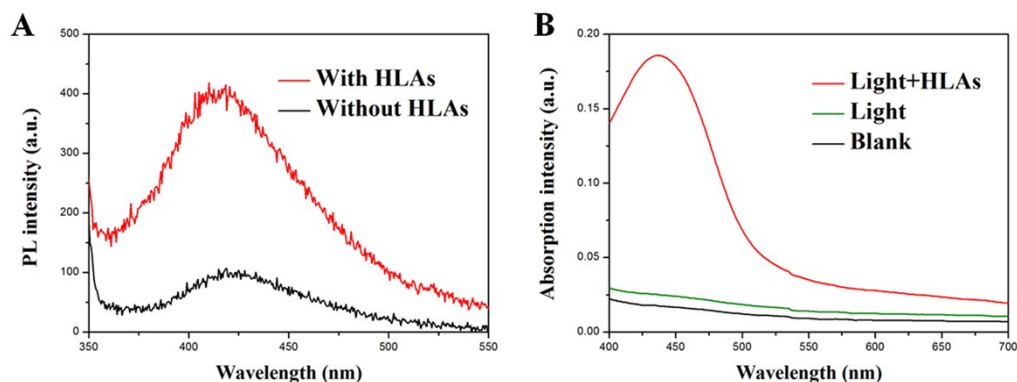 A
PL intensity (a.u.)
500
400
300
200
100
0
With HLAs
Without HLAs
350
400
450
500
550
Wavelength (nm)
B
Absorption intensity (a.u.)
0.20
0.15
0.10
0.05
0.00
Light+HLAs
Light
Blank
400
450
500
550
600
650
700
Wavelength (nm)